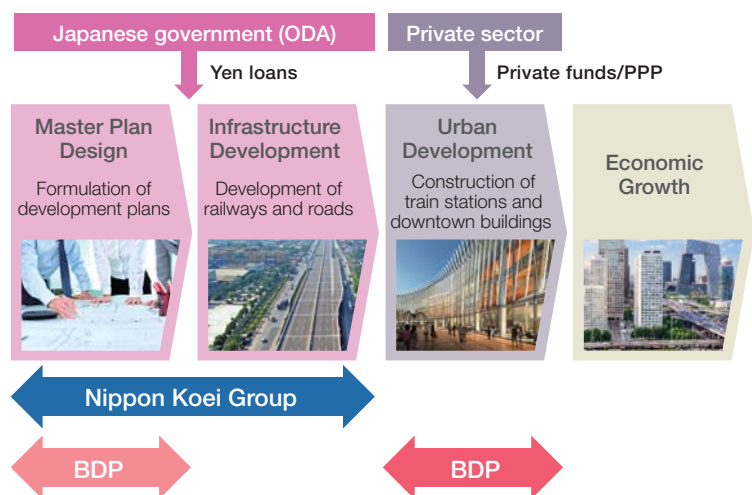 Japanese government (ODA)
Private sector
Yen loans
Private funds/PPP
Master Plan
Design
Formulation of
development plans
Infrastructure
Development
Development of
railways and roads
Urban
Development
Construction of
train stations and
downtown buildings
Economic
Growth
Nippon Koei Group
BDP
BDP